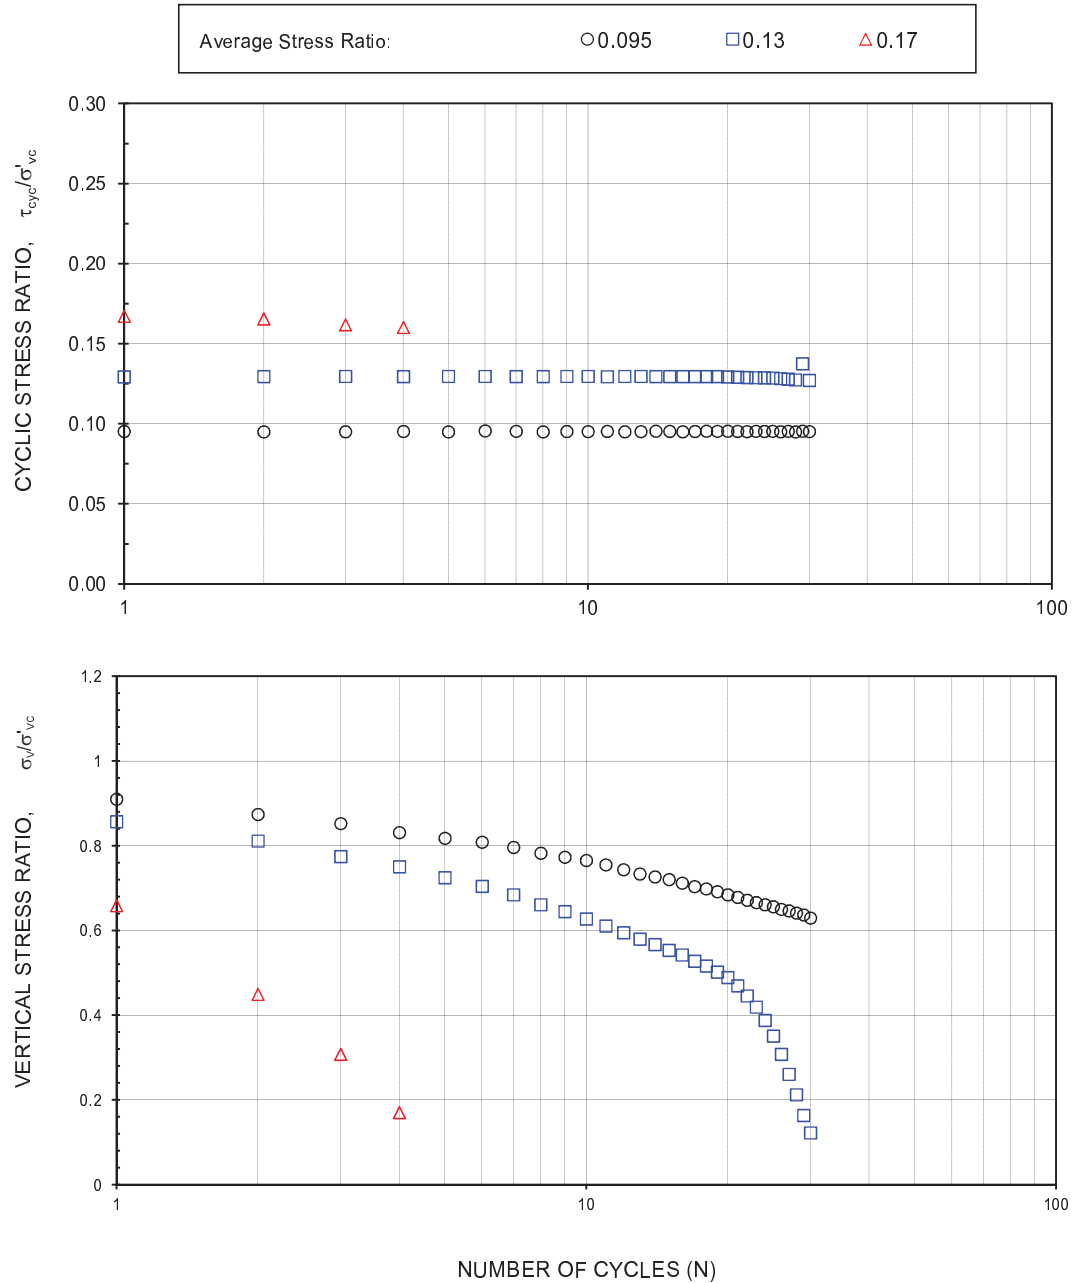 Average Stress Ratio: 0.095 0.13 0.17
0.30
0.25
0.20
0.15
0.10
0.05
0.00
CYCLIC STRESS RATIO, τcyc/σ'vc
1 10 100
1.2
1
0.8
0.6
0.4
0.2
0
VERTICAL STRESS RATIO, σv/σ'vc
1 10 100
NUMBER OF CYCLES (N)